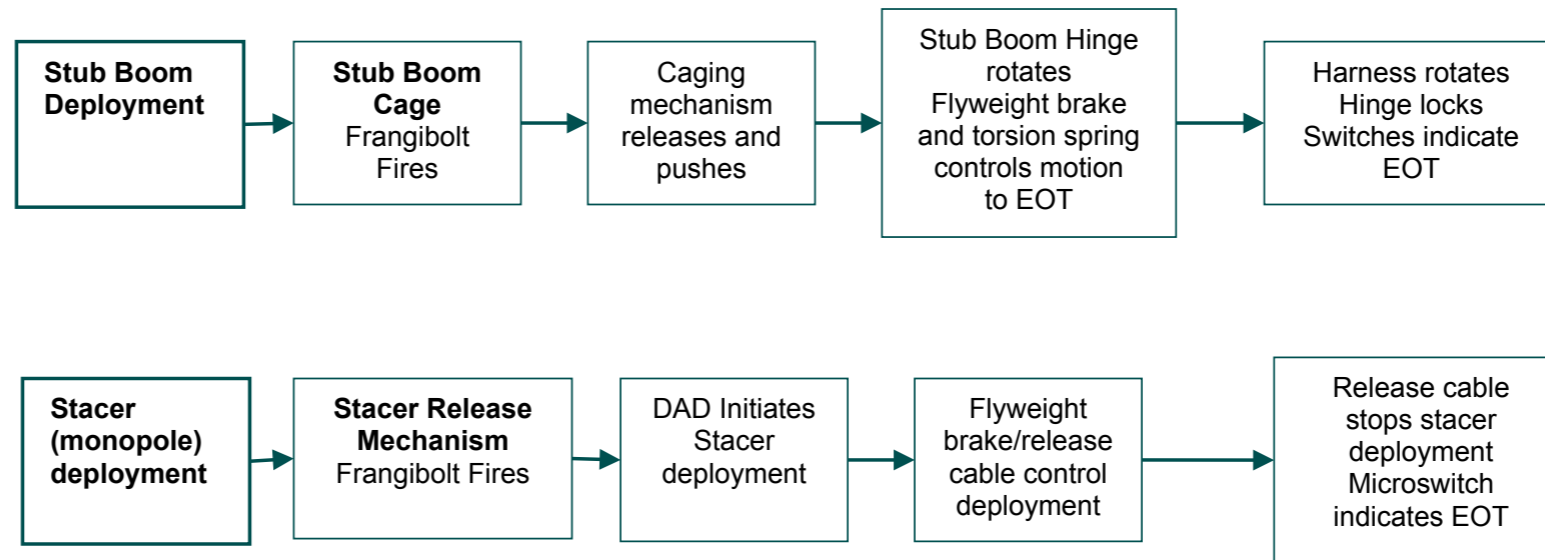 Stub Boom
Deployment
Stub Boom
Cage
Frangibolt
Fires
Caging
mechanism
releases and
pushes
Stub Boom Hinge
rotates
Flyweight brake
and torsion spring
controls motion
to EOT
Harness rotates
Hinge locks
Switches indicate
EOT
Stacer
(monopole)
deployment
Stacer Release
Mechanism
Frangibolt Fires
DAD Initiates
Stacer
deployment
Flyweight
brake/release
cable control
deployment
Release cable
stops stacer
deployment
Microswitch
indicates EOT